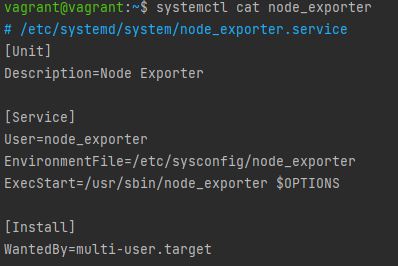 vagrant@vagrant:~$ systemctl cat node_exporter
# /etc/systemd/system/node_exporter.service
[Unit]
Description=Node Exporter

[Service]
User=node_exporter
EnvironmentFile=/etc/sysconfig/node_exporter
ExecStart=/usr/sbin/node_exporter $OPTIONS

[Install]
WantedBy=multi-user.target